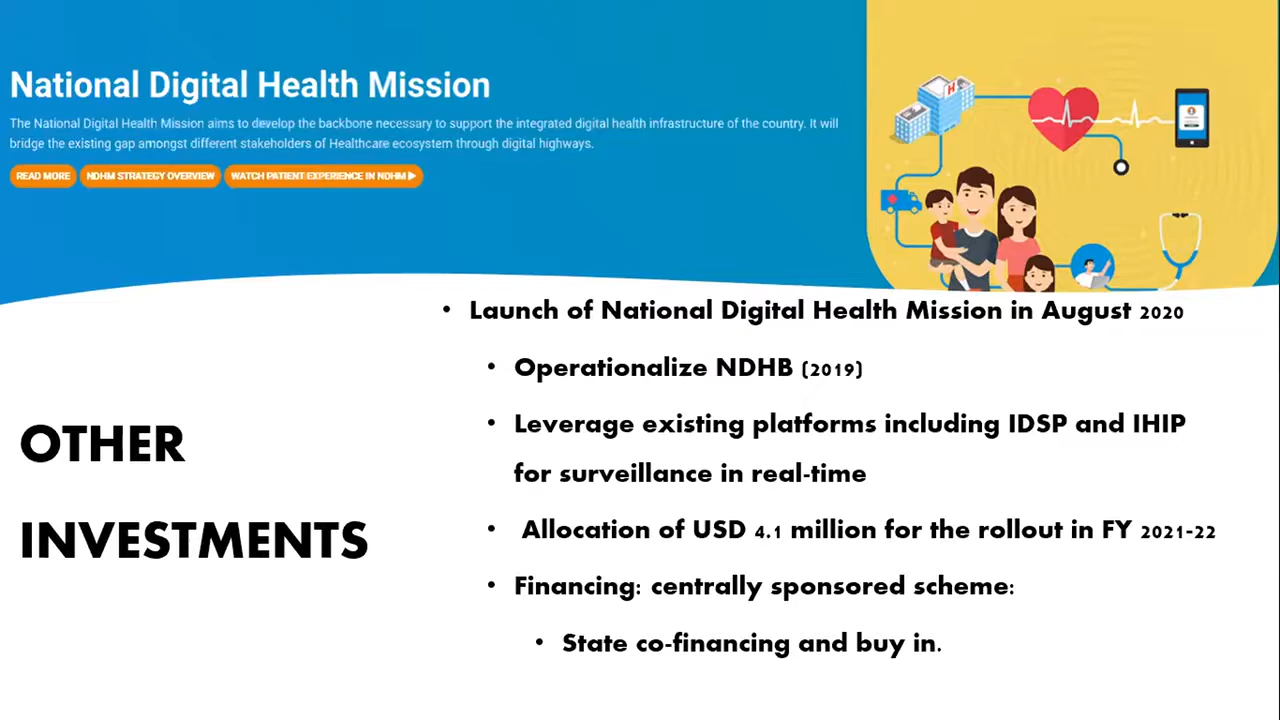 National Digital Health Mission
The National Digital Health Mission aims to develop the backbone necessary to support the integrated digital health infrastructure of the country. It will
bridge the existing gap amongst different stakeholders of Healthcare ecosystem through digital highways.
READ MORE NDHM STRATEGY OVERVIEW WATCH PATIENT EXPERIENCE IN NDHM ▶
H
• Launch of National Digital Health Mission in August 2020
• Operationalize NDHB (2019)
• Leverage existing platforms including IDSP and IHIP
for surveillance in real-time
• Allocation of USD 4.1 million for the rollout in FY 2021-22
• Financing: centrally sponsored scheme:
• State co-financing and buy in.
OTHER
INVESTMENTS